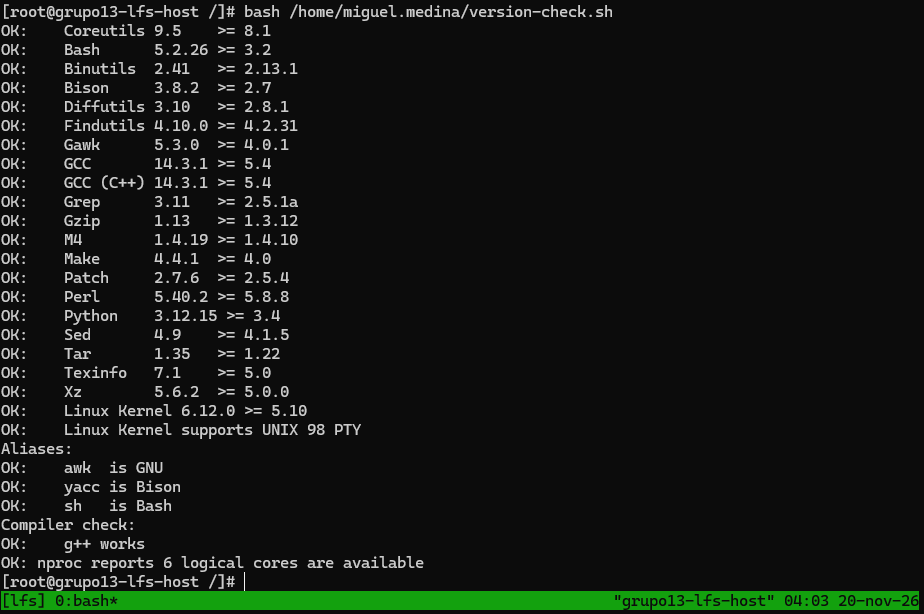 [root@grupo13-lfs-host /]# bash /home/miguel.medina/version-check.sh
OK:    Coreutils 9.5    >= 8.1
OK:    Bash      5.2.26 >= 3.2
OK:    Binutils  2.41   >= 2.13.1
OK:    Bison     3.8.2  >= 2.7
OK:    Diffutils 3.10   >= 2.8.1
OK:    Findutils 4.10.0 >= 4.2.31
OK:    Gawk      5.3.0  >= 4.0.1
OK:    GCC       14.3.1 >= 5.4
OK:    GCC (C++) 14.3.1 >= 5.4
OK:    Grep      3.11   >= 2.5.1a
OK:    Gzip      1.13   >= 1.3.12
OK:    M4        1.4.19 >= 1.4.10
OK:    Make      4.4.1  >= 4.0
OK:    Patch     2.7.6  >= 2.5.4
OK:    Perl      5.40.2 >= 5.8.8
OK:    Python    3.12.15 >= 3.4
OK:    Sed       4.9    >= 4.1.5
OK:    Tar       1.35   >= 1.22
OK:    Texinfo   7.1    >= 5.0
OK:    Xz        5.6.2  >= 5.0.0
OK:    Linux Kernel 6.12.0 >= 5.10
OK:    Linux Kernel supports UNIX 98 PTY
Aliases:
OK:    awk  is GNU
OK:    yacc is Bison
OK:    sh   is Bash
Compiler check:
OK:    g++ works
OK: nproc reports 6 logical cores are available
[root@grupo13-lfs-host /]#
[lfs] 0:bash* "grupo13-lfs-host" 04:03 20-nov-26